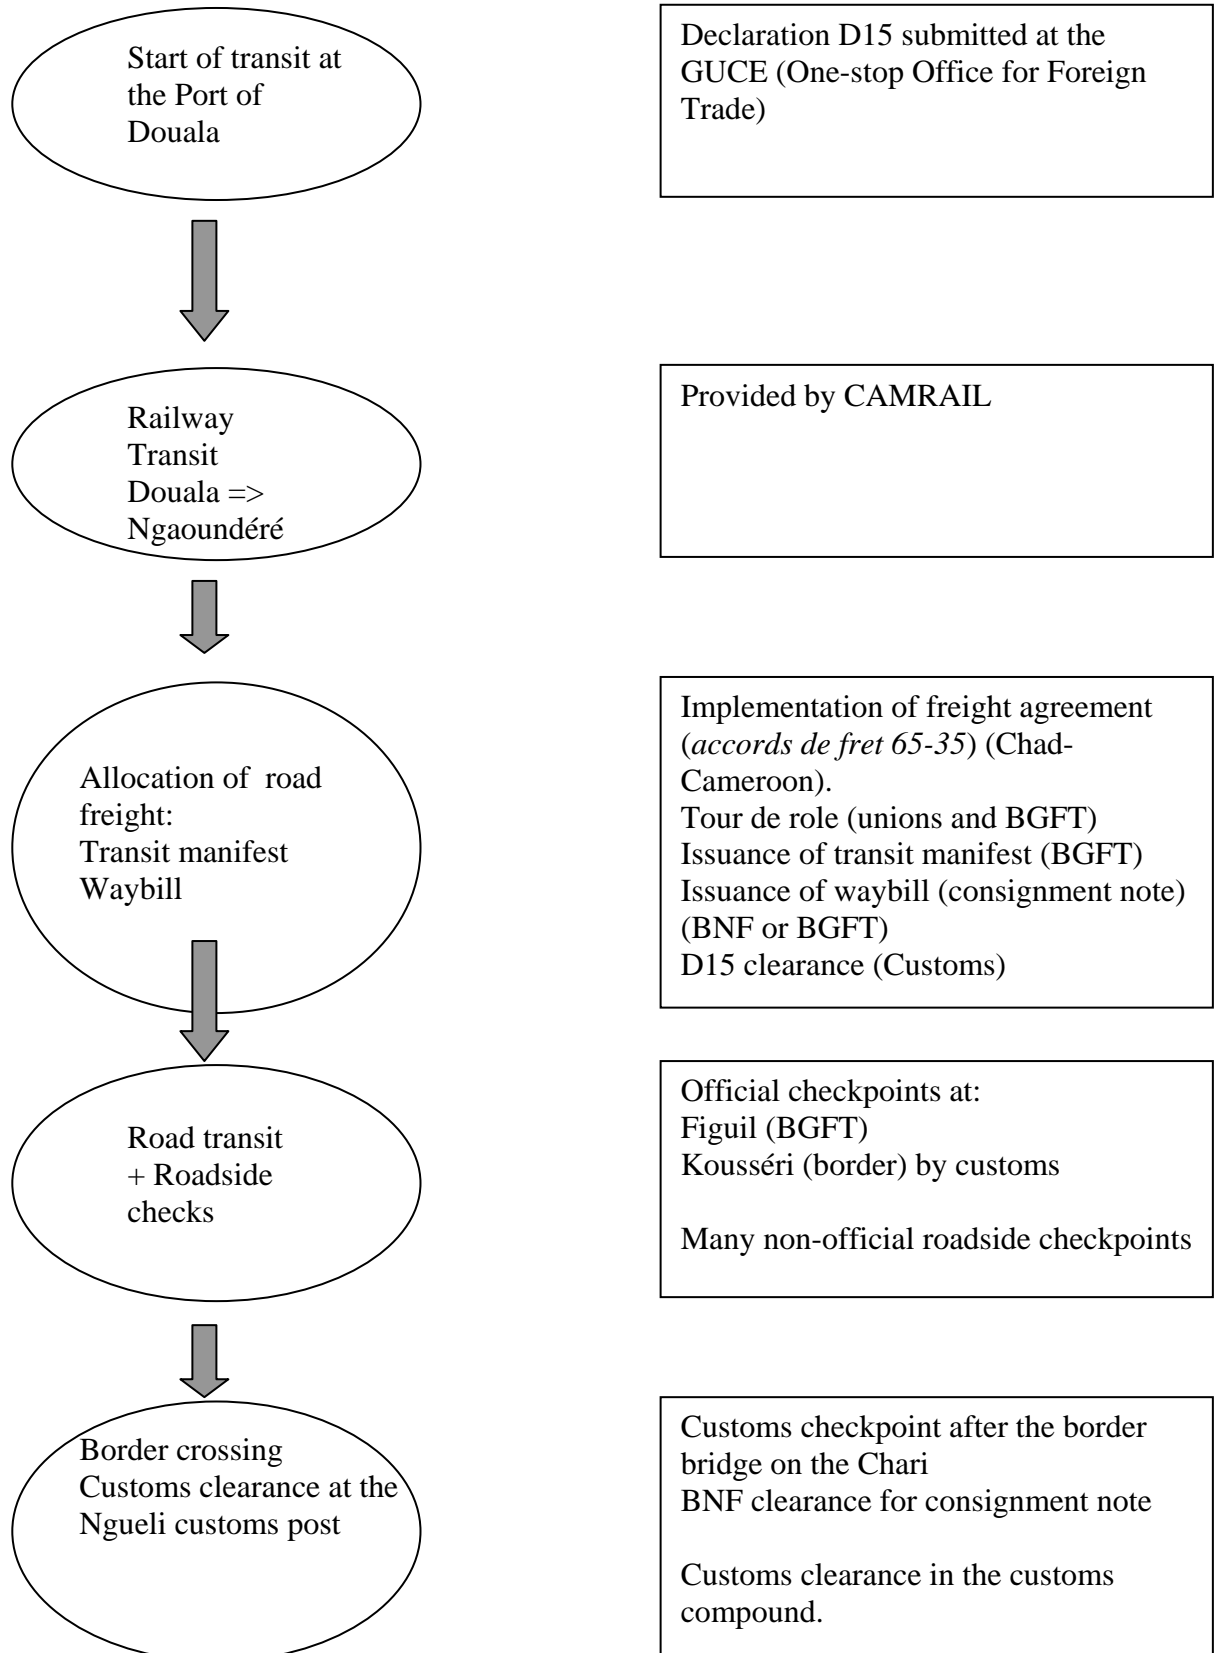 Start of transit at
the Port of
Douala
Declaration D15 submitted at the
GUCE (One-stop Office for Foreign
Trade)
Railway
Transit
Douala =>
Ngaoundéré
Provided by CAMRAIL
Allocation of  road
freight:
Transit manifest
Waybill
Implementation of freight agreement
(accords de fret 65-35) (Chad-
Cameroon).
Tour de role (unions and BGFT)
Issuance of transit manifest (BGFT)
Issuance of waybill (consignment note)
(BNF or BGFT)
D15 clearance (Customs)
Road transit
+ Roadside
checks
Official checkpoints at:
Figuil (BGFT)
Kousséri (border) by customs
Many non-official roadside checkpoints
Border crossing
Customs clearance at the
Ngueli customs post
Customs checkpoint after the border
bridge on the Chari
BNF clearance for consignment note
Customs clearance in the customs
compound.